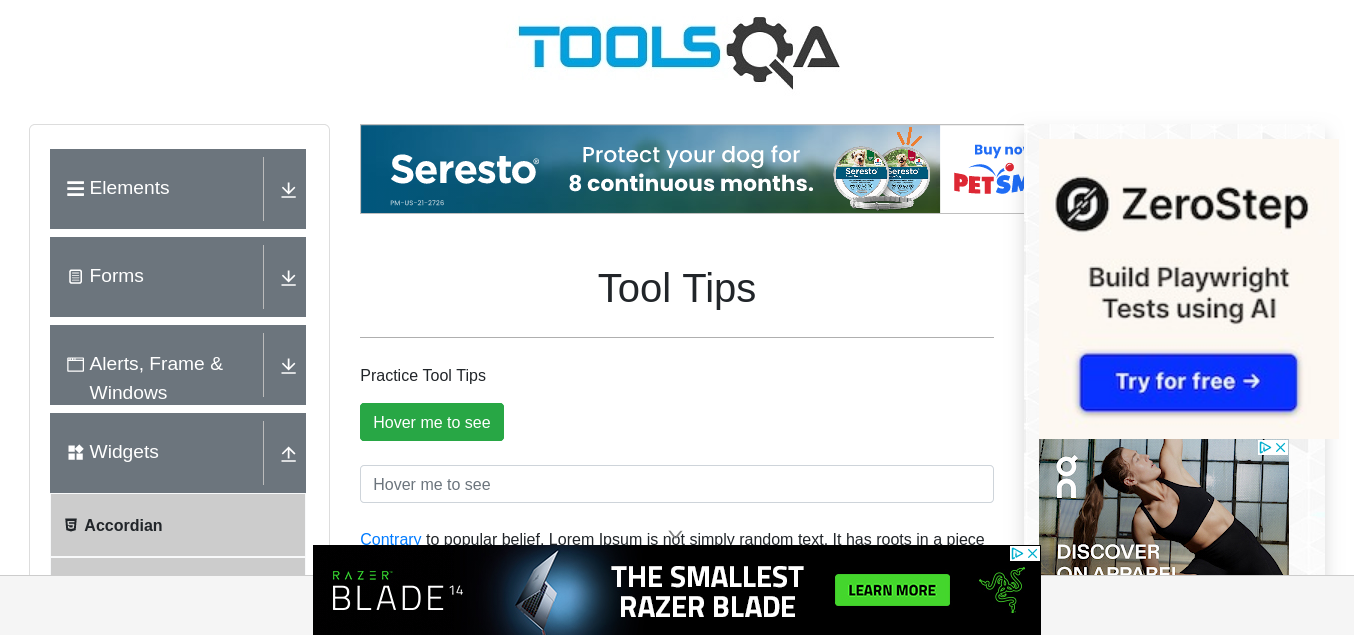 TOOLSQA
Elements
Forms
Alerts, Frame &
Windows
Widgets
Accordian
Seresto®
PM-US-21-2726
Protect your dog for
8 continuous months.
Seresto
Seresto
Buy no
PETSM
Tool Tips
Practice Tool Tips
Hover me to see
Hover me to see
Contrary to popular belief, Lorem Ipsum is not simply random text. It has roots in a piece
ZeroStep
Build Playwright
Tests using AI
Try for free →
on
DISCOVER
ON APPAREL
RAZER
BLADE 14
THE SMALLEST
RAZER BLADE
LEARN MORE